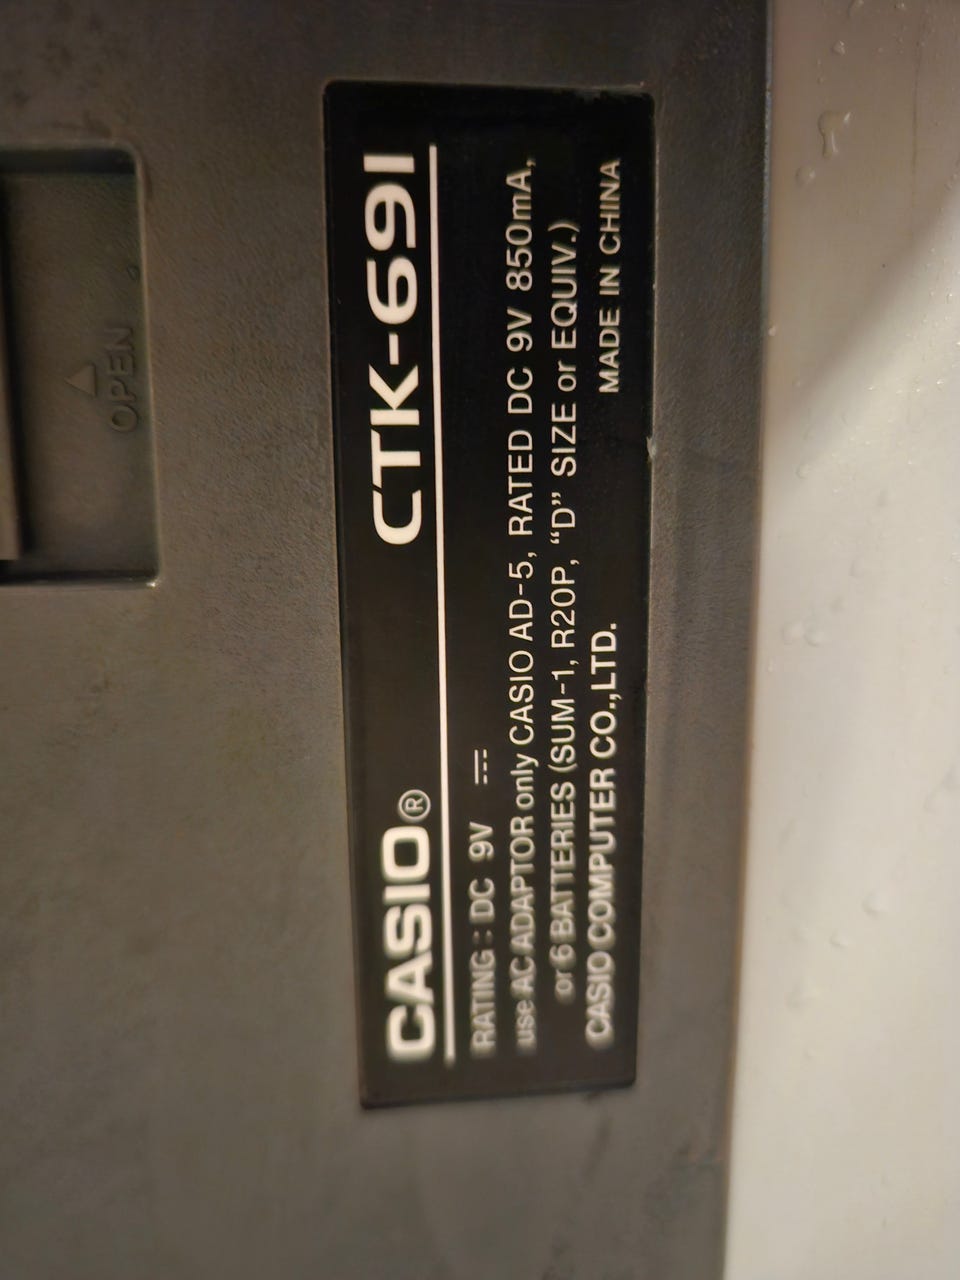 CASIO® CTK-691
RATING : DC 9V ⎓
use AC ADAPTOR only CASIO AD-5, RATED DC 9V 850mA,
or 6 BATTERIES (SUM-1, R20P, “D” SIZE or EQUIV.)
CASIO COMPUTER CO.,LTD. MADE IN CHINA
OPEN